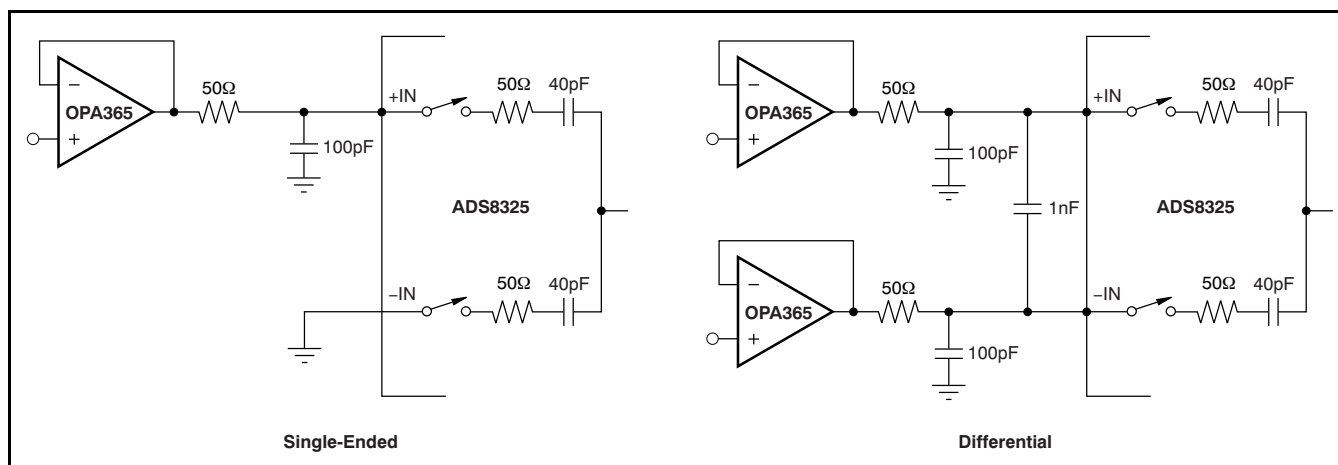 50Ω
OPA365
−
+
100pF
+IN
50Ω
40pF
ADS8325
−IN
50Ω
40pF
Single-Ended
50Ω
OPA365
−
+
100pF
1nF
+IN
50Ω
40pF
ADS8325
50Ω
OPA365
−
+
100pF
−IN
50Ω
40pF
Differential